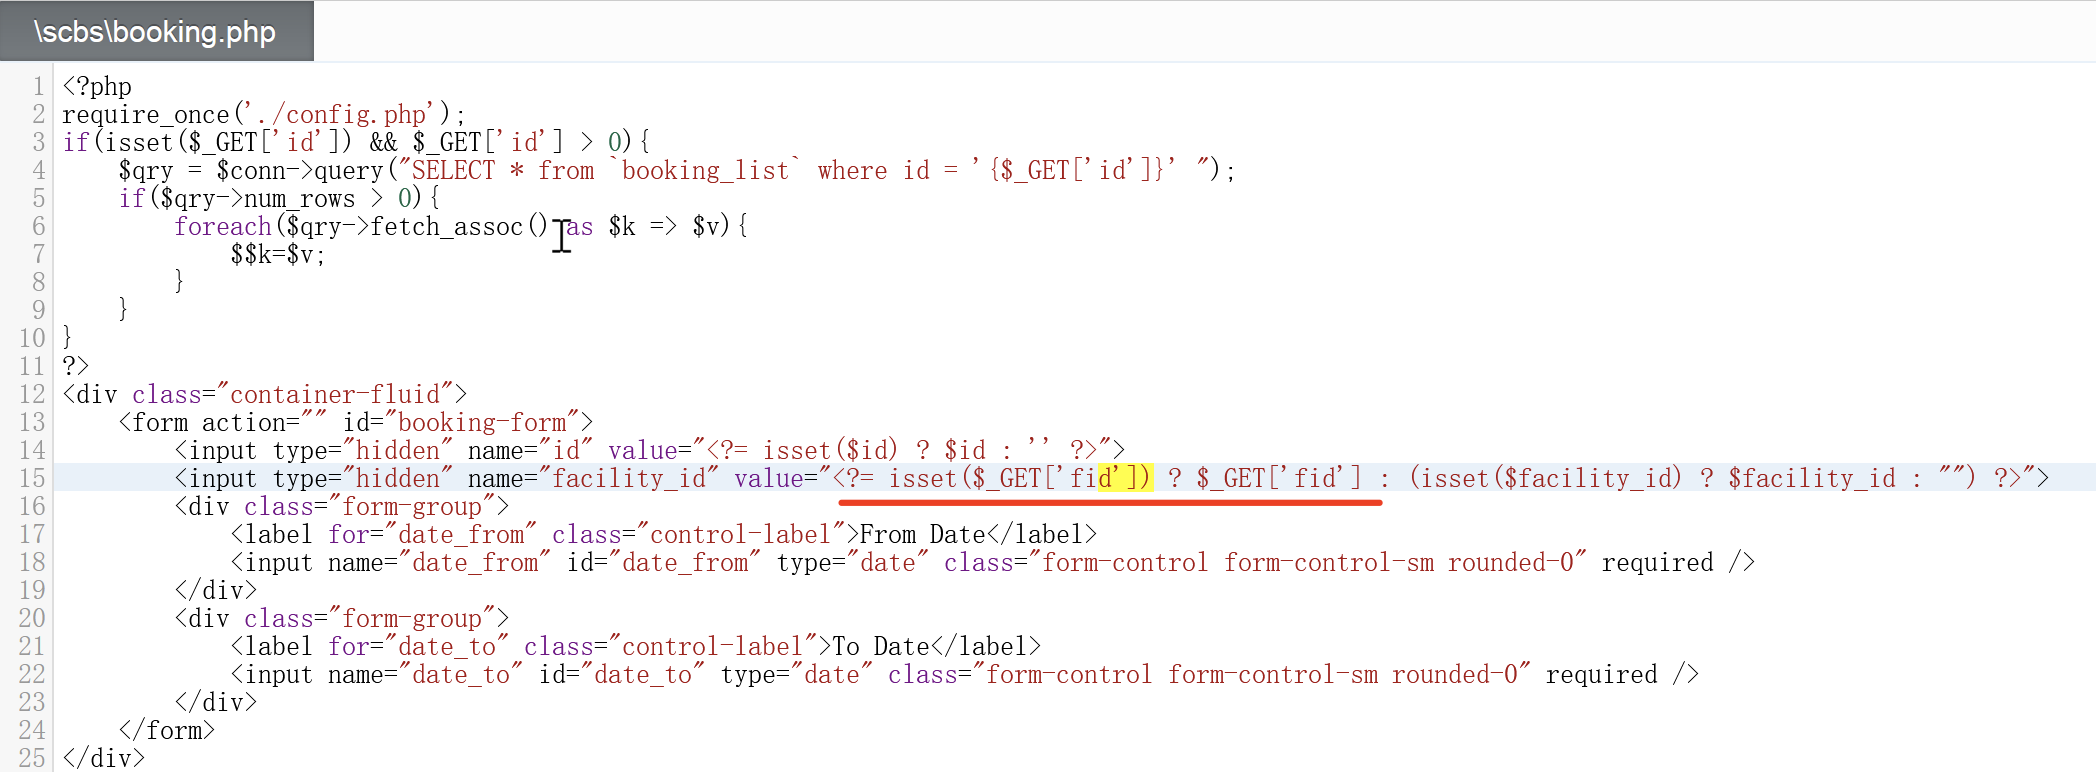 \scbs\booking.php
1 <?php
2 require_once('./config.php');
3 if(isset($_GET['id']) && $_GET['id'] > 0){
4     $qry = $conn->query("SELECT * from `booking_list` where id = '{$_GET['id']}' ");
5     if($qry->num_rows > 0){
6         foreach($qry->fetch_assoc() as $k => $v){
7             $$k=$v;
8         }
9     }
10 }
11 ?>
12 <div class="container-fluid">
13     <form action="" id="booking-form">
14         <input type="hidden" name="id" value="<?= isset($id) ? $id : '' ?>">
15         <input type="hidden" name="facility_id" value="<?= isset($_GET['fid']) ? $_GET['fid'] : (isset($facility_id) ? $facility_id : "") ?>">
16         <div class="form-group">
17             <label for="date_from" class="control-label">From Date</label>
18             <input name="date_from" id="date_from" type="date" class="form-control form-control-sm rounded-0" required />
19         </div>
20         <div class="form-group">
21             <label for="date_to" class="control-label">To Date</label>
22             <input name="date_to" id="date_to" type="date" class="form-control form-control-sm rounded-0" required />
23         </div>
24     </form>
25 </div>